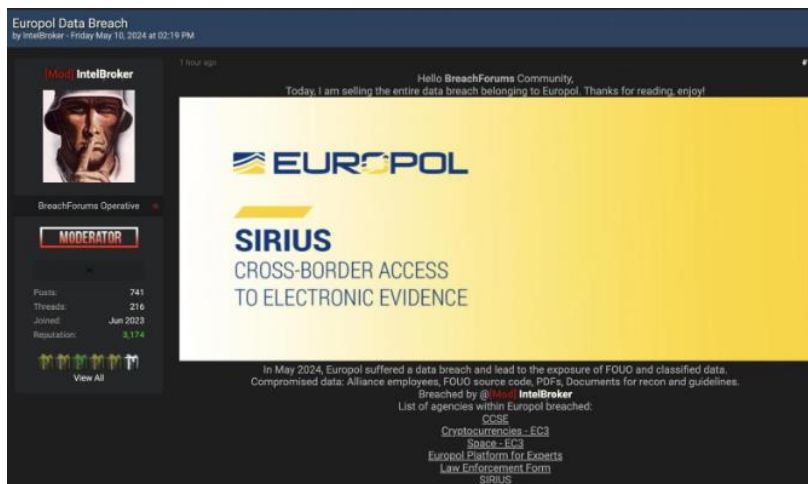 Europol Data Breach
by IntelBroker - Friday May 10, 2024 at 02:19 PM
1 hour ago
[Mod] IntelBroker
BreachForums Operative
MODERATOR
Posts: 741
Threads: 216
Joined: Jun 2023
Reputation: 3,174
View All
Hello BreachForums Community,
Today, I am selling the entire data breach belonging to Europol. Thanks for reading, enjoy!
EUROPOL
SIRIUS
CROSS-BORDER ACCESS
TO ELECTRONIC EVIDENCE
In May 2024, Europol suffered a data breach and lead to the exposure of FOUO and classified data.
Compromised data: Alliance employees, FOUO source code, PDFs, Documents for recon and guidelines.
Breached by @[Mod] IntelBroker
List of agencies within Europol breached:
CCSE
Cryptocurrencies - EC3
Space - EC3
Europol Platform for Experts
Law Enforcement Form
SIRIUS